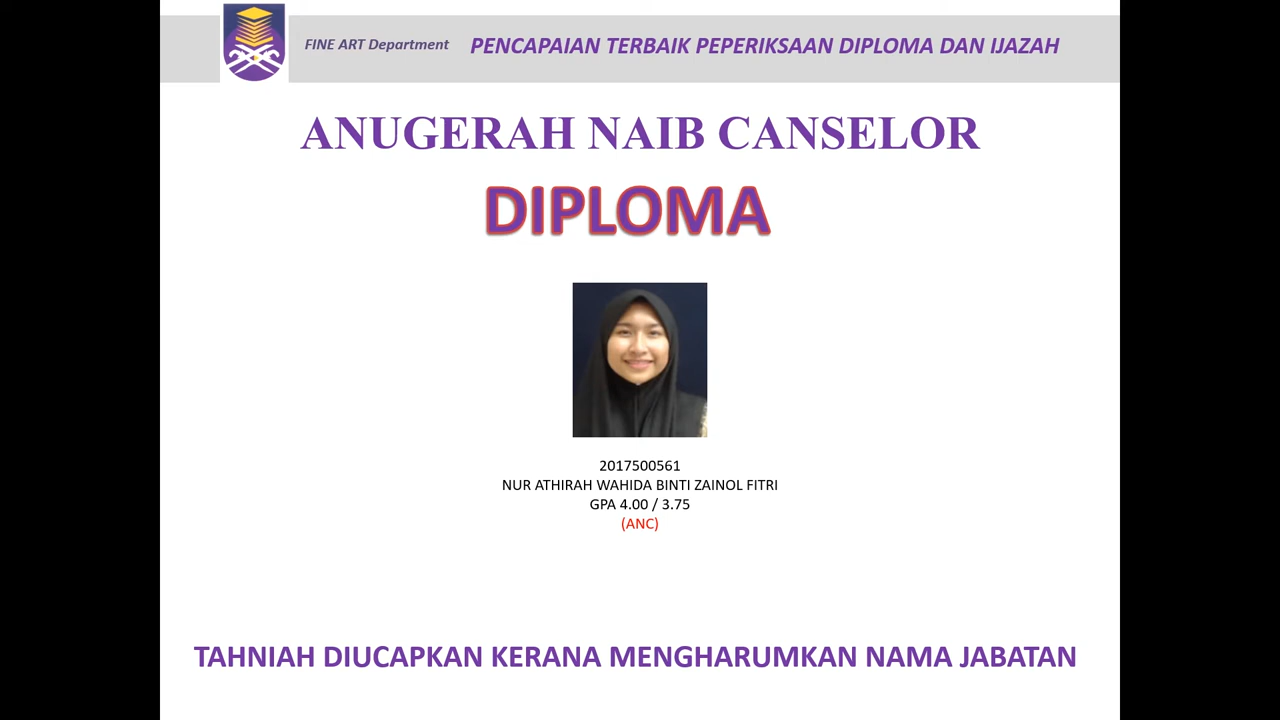 FINE ART Department
PENCAPAIAN TERBAIK PEPERIKSAAN DIPLOMA DAN IJAZAH
ANUGERAH NAIB CANSELOR
DIPLOMA
2017500561
NUR ATHIRAH WAHIDA BINTI ZAINOL FITRI
GPA 4.00 / 3.75
(ANC)
TAHNIAH DIUCAPKAN KERANA MENGHARUMKAN NAMA JABATAN